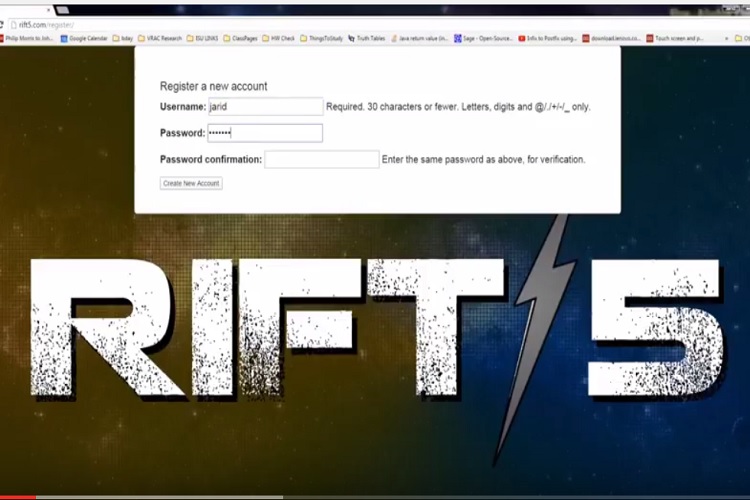 rift5.com/register/
Philip Morris to Joh... Google Calendar itday VRAC Research ISU LINKS ClassPages HW Check ThingsToStudy Truth Tables Java return value (in... Sage - Open Source... Infix to Postfix using... download.lenovo.co... Touch screen and p... »
Register a new account
Username: jarid Required. 30 characters or fewer. Letters, digits and @/./+/-/_ only.
Password: •••••••
Password confirmation: Enter the same password as above, for verification.
Create New Account
RIFT 5